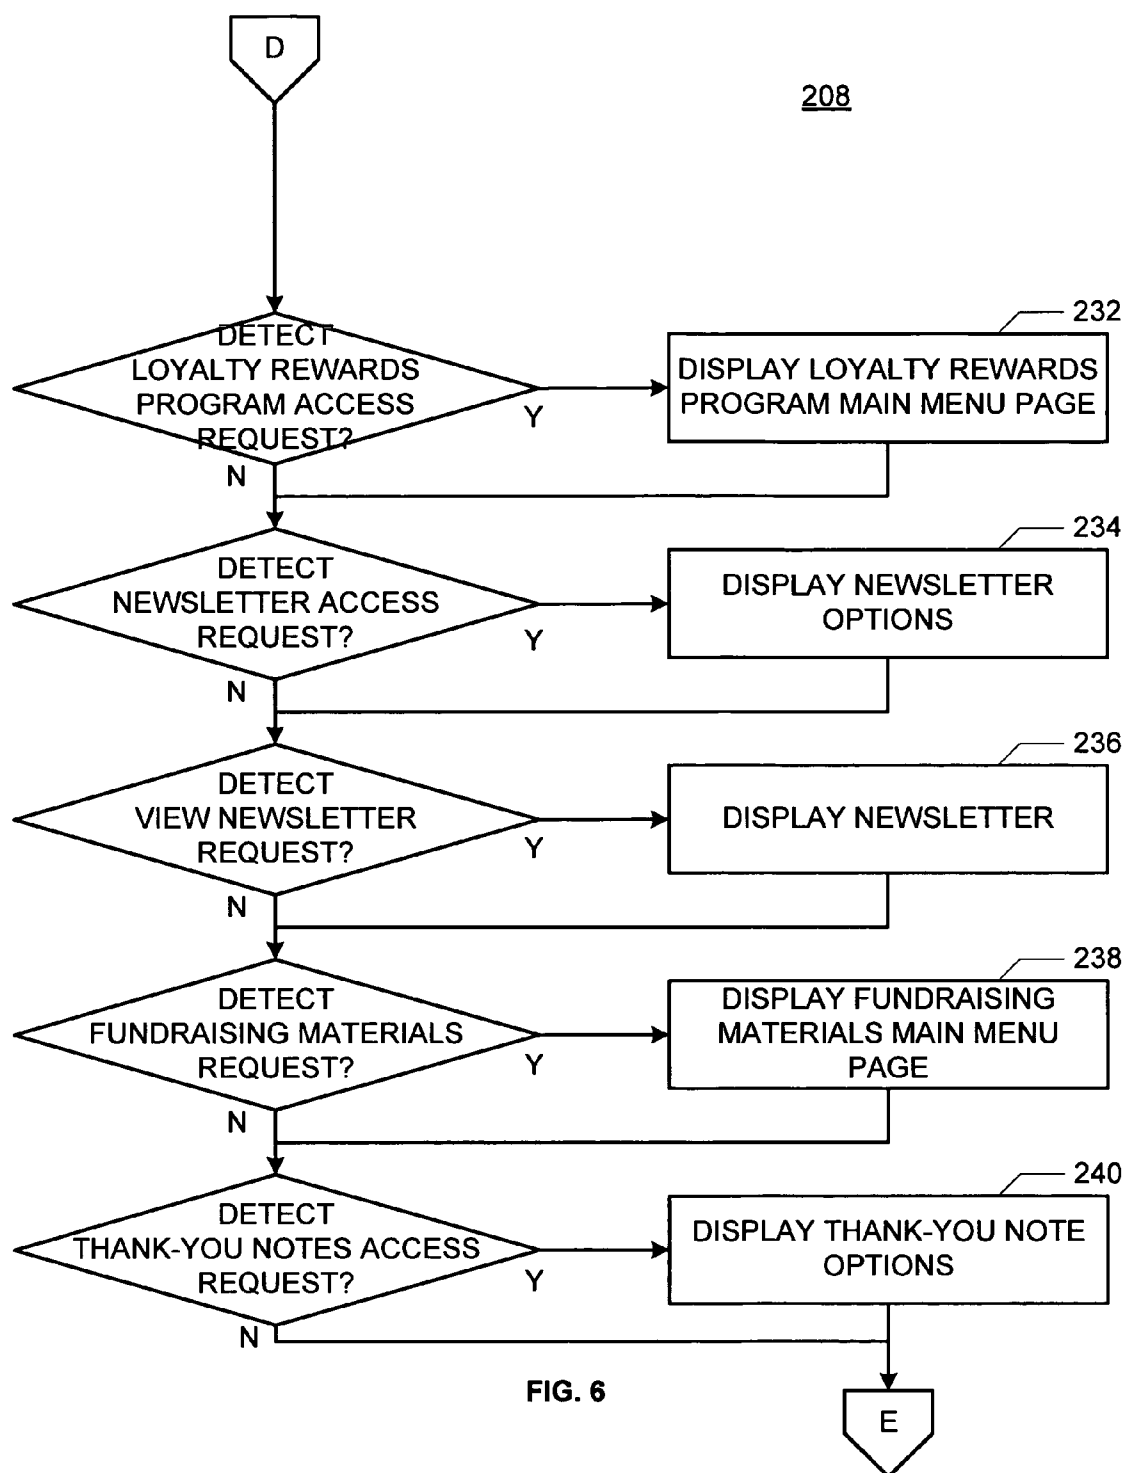 D
208
DETECT
LOYALTY REWARDS
PROGRAM ACCESS
REQUEST?
Y
N
232
DISPLAY LOYALTY REWARDS
PROGRAM MAIN MENU PAGE
DETECT
NEWSLETTER ACCESS
REQUEST?
Y
N
234
DISPLAY NEWSLETTER
OPTIONS
DETECT
VIEW NEWSLETTER
REQUEST?
Y
N
236
DISPLAY NEWSLETTER
DETECT
FUNDRAISING MATERIALS
REQUEST?
Y
N
238
DISPLAY FUNDRAISING
MATERIALS MAIN MENU
PAGE
DETECT
THANK-YOU NOTES ACCESS
REQUEST?
Y
N
240
DISPLAY THANK-YOU NOTE
OPTIONS
FIG. 6
E